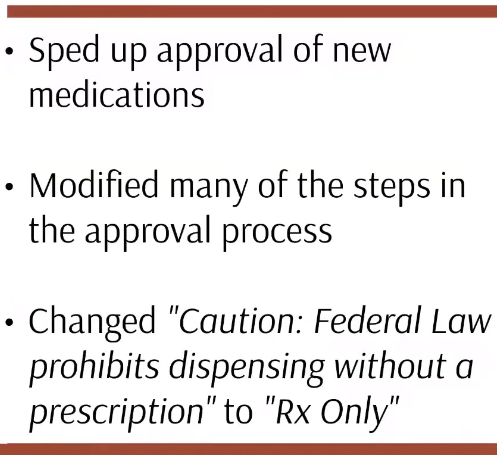 • Sped up approval of new
medications
• Modified many of the steps in
the approval process
• Changed "Caution: Federal Law
prohibits dispensing without a
prescription" to "Rx Only"